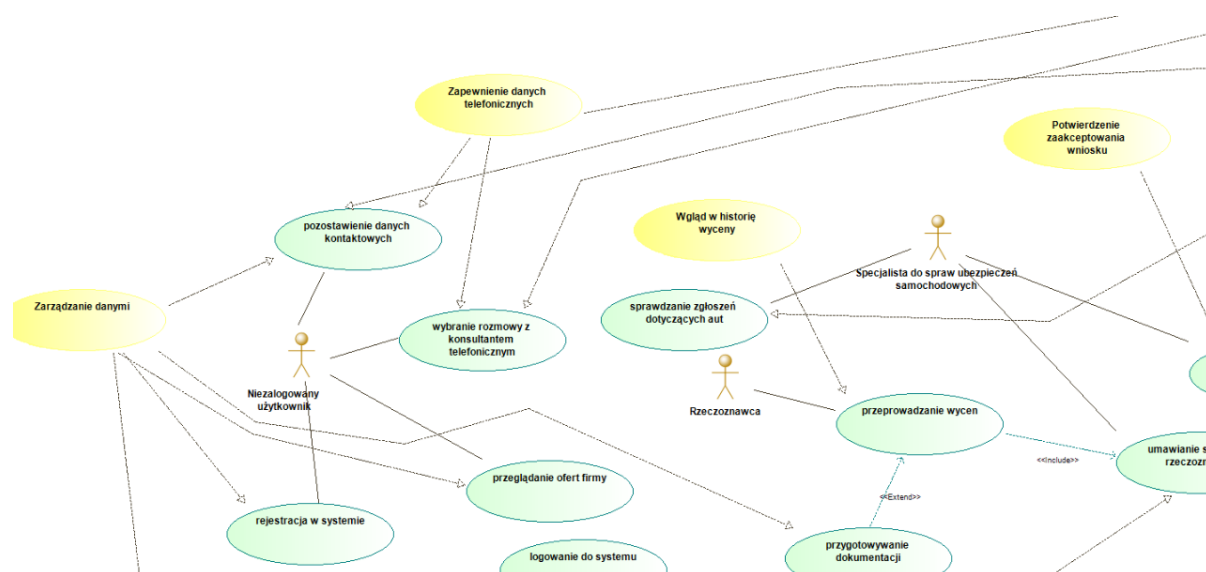 Zapewnienie danych
telefonicznych
Potwierdzenie
zaakceptowania
wniosku
pozostawienie danych
kontaktowych
Wgląd w historię
wyceny
Specjalista do spraw ubezpieczeń
samochodowych
Zarządzanie danymi
sprawdzanie zgłoszeń
dotyczących aut
wybranie rozmowy z
konsultantem
telefonicznym
Niezalogowany
użytkownik
Rzeczoznawca
przeprowadzanie wycen
<<Include>>
umawianie s
rzeczozn
przeglądanie ofert firmy
<<Extend>>
rejestracja w systemie
logowanie do systemu
przygotowywanie
dokumentacji